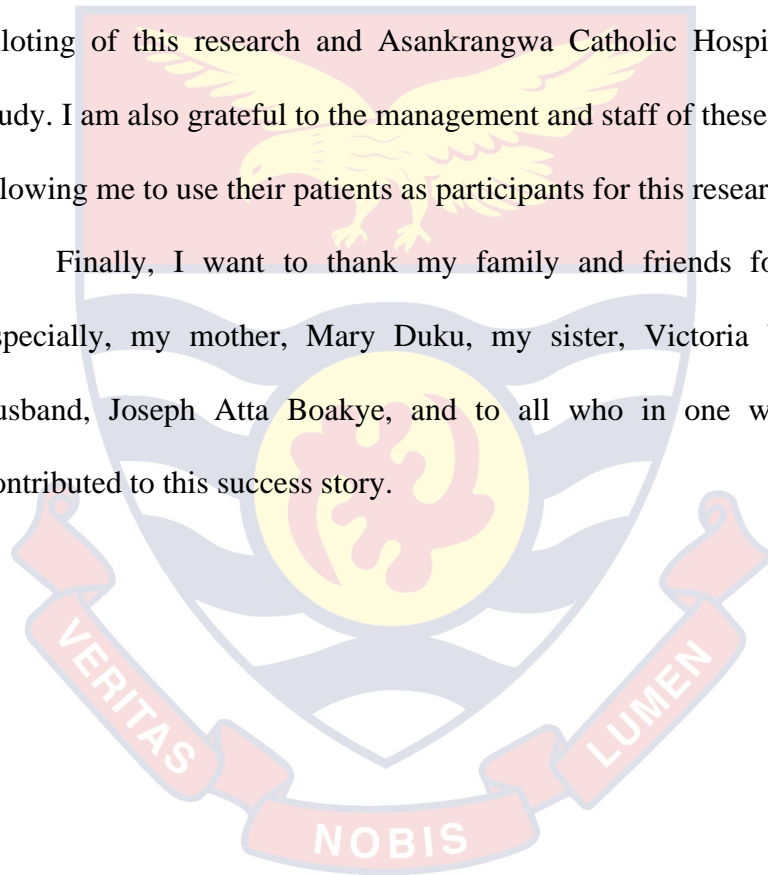 loting of this research and Asankrangwa Catholic Hospi
udy. I am also grateful to the management and staff of these
lowing me to use their patients as participants for this resear
Finally, I want to thank my family and friends fo
specially, my mother, Mary Duku, my sister, Victoria
usband, Joseph Atta Boakye, and to all who in one w
ontributed to this success story.
VERITAS
NOBIS
LUMEN